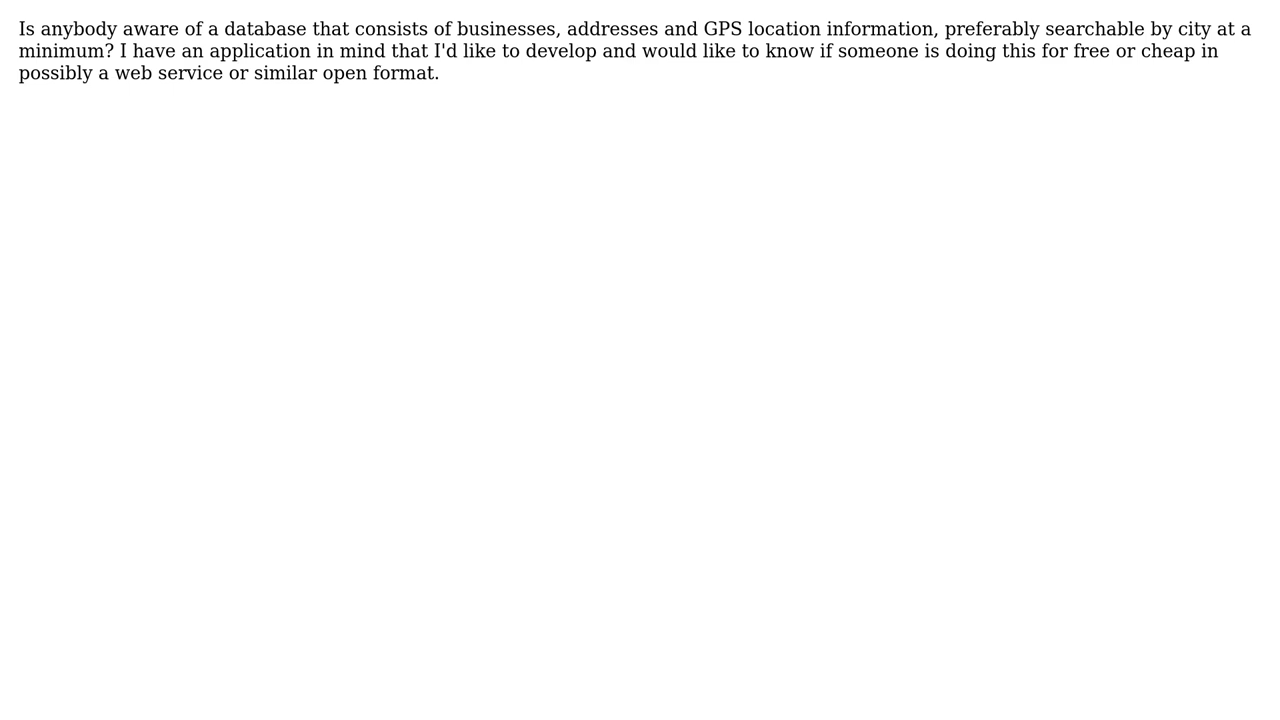 Is anybody aware of a database that consists of businesses, addresses and GPS location information, preferably searchable by city at a
minimum? I have an application in mind that I'd like to develop and would like to know if someone is doing this for free or cheap in
possibly a web service or similar open format.